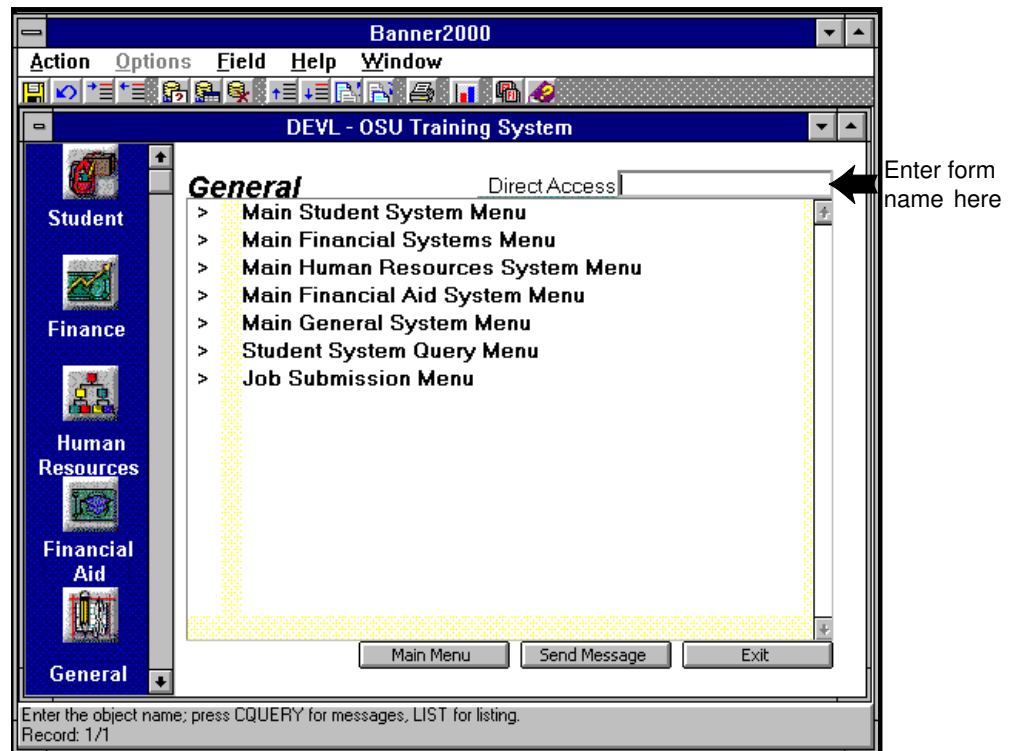 Banner2000
Action Options Field Help Window
DEVL - OSU Training System
General Direct Access
Enter form
name here
> Main Student System Menu
> Main Financial Systems Menu
> Main Human Resources System Menu
> Main Financial Aid System Menu
> Main General System Menu
> Student System Query Menu
> Job Submission Menu
Student
Finance
Human
Resources
Financial
Aid
General
Main Menu Send Message Exit
Enter the object name; press CQUERY for messages, LIST for listing.
Record: 1/1